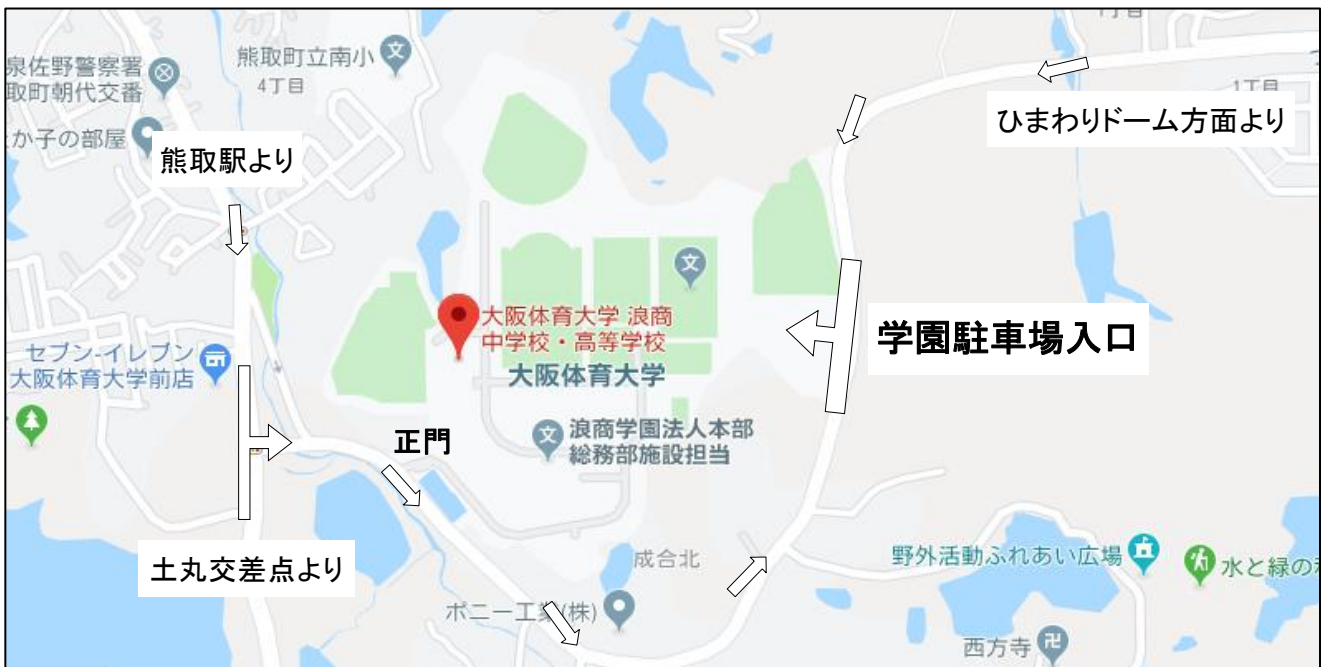 熊取町立南小
4丁目
泉佐野警察署
取町朝代交番
か子の部屋
熊取駅より
1丁目
ひまわりドーム方面より
大阪体育大学 浪商
中学校・高等学校
大阪体育大学
学園駐車場入口
セブン-イレブン
大阪体育大学前店
正門
浪商学園法人本部
総務部施設担当
土丸交差点より
成合北
野外活動ふれあい広場
水と緑の
ポニー工業(株)
西方寺